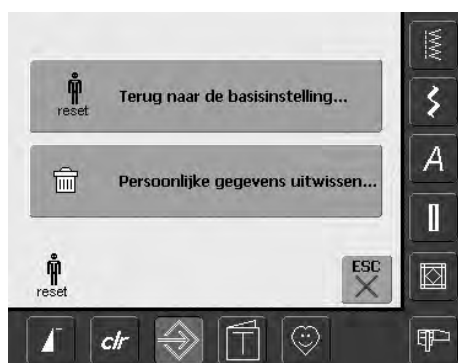 reset
Terug naar de basisinstelling...
Persoonlijke gegevens uitwissen...
reset
ESC
A
clr
T